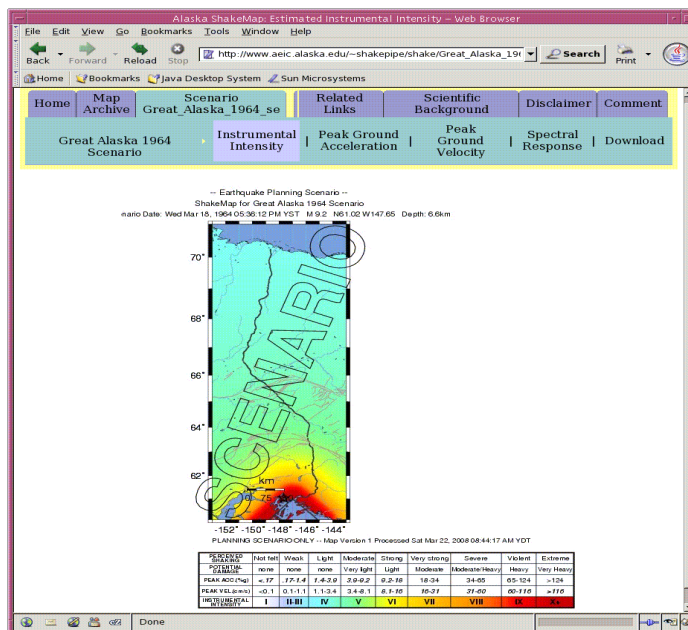 Alaska ShakeMap: Estimated Instrumental Intensity – Web Browser
File Edit View Go Bookmarks Tools Window Help
Back Forward Reload Stop http://www.aeic.alaska.edu/~shakepipe/shake/Great_Alaska_19 Search Print
Home Bookmarks Java Desktop System Sun Microsystems
Home Map Archive Scenario Great_Alaska_1964_se Related Links Scientific Background Disclaimer Comment
Great Alaska 1964 Scenario Instrumental Intensity | Peak Ground Acceleration | Peak Ground Velocity | Spectral Response | Download
-- Earthquake Planning Scenario --
ShakeMap for Great Alaska 1964 Scenario
nario Date: Wed Mar 18, 1964 05:36:12 PM YST M 9.2 N61.02 W147.65 Depth: 6.6km
70°
68°
66°
64°
62°
SCENARIO
km
75
-152° -150° -148° -146° -144°
PLANNING SCENARIO ONLY -- Map Version 1 Processed Sat Mar 22, 2008 08:44:17 AM YDT
PERCEIVED SHAKING Not felt Weak Light Moderate Strong Very strong Severe Violent Extreme
POTENTIAL DAMAGE none none none Very light Light Moderate Moderate/Heavy Heavy Very Heavy
PEAK ACC.(%g) <.17 .17-1.4 1.4-3.9 3.9-9.2 9.2-18 18-34 34-65 65-124 >124
PEAK VEL.(cm/s) <0.1 0.1-1.1 1.1-3.4 3.4-8.1 8.1-16 16-31 31-60 60-116 >116
INSTRUMENTAL INTENSITY I II-III IV V VI VII VIII IX X+
Done